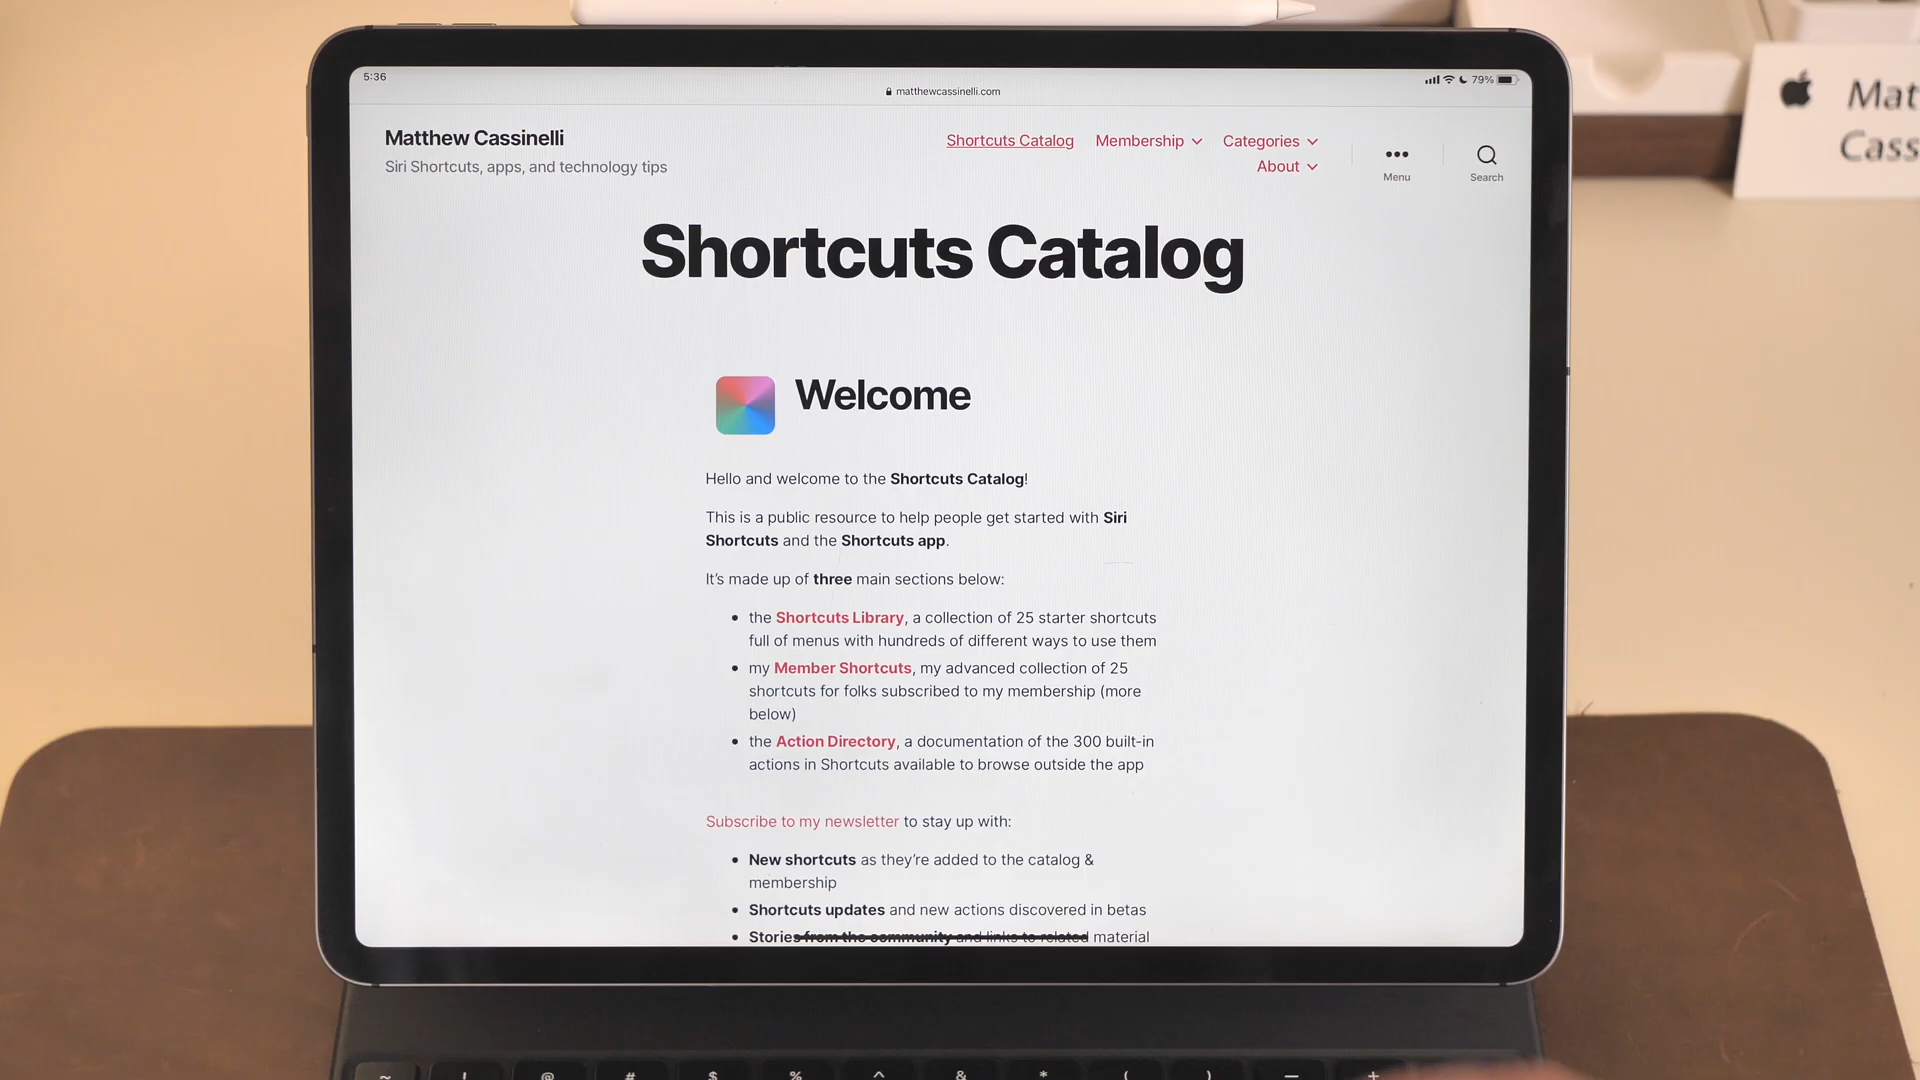 5:36
79%
matthewcassinelli.com
Matthew Cassinelli
Siri Shortcuts, apps, and technology tips
Shortcuts Catalog
Membership
Categories
About
Menu
Search
Mat
Cass
Shortcuts Catalog
Welcome
Hello and welcome to the Shortcuts Catalog!
This is a public resource to help people get started with Siri
Shortcuts and the Shortcuts app.
It's made up of three main sections below:
• the Shortcuts Library, a collection of 25 starter shortcuts
full of menus with hundreds of different ways to use them
• my Member Shortcuts, my advanced collection of 25
shortcuts for folks subscribed to my membership (more
below)
• the Action Directory, a documentation of the 300 built-in
actions in Shortcuts available to browse outside the app
Subscribe to my newsletter to stay up with:
• New shortcuts as they're added to the catalog &
membership
• Shortcuts updates and new actions discovered in betas
• Stories from the community and links to related material
~ ! @ # $ % ^ & * ( ) — +